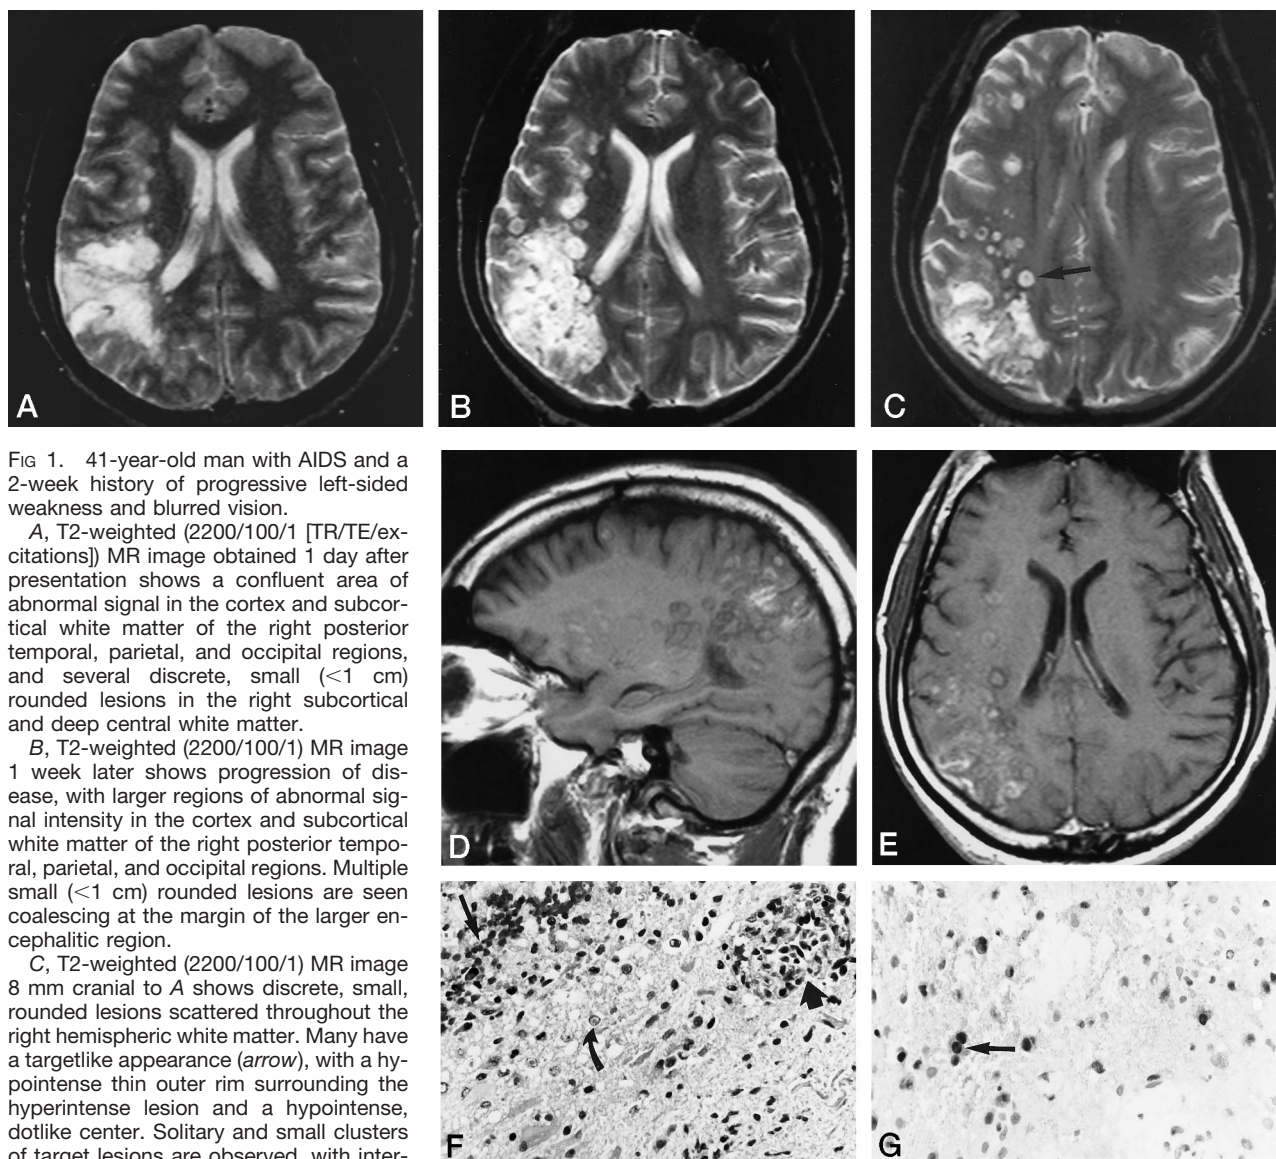 A
B
C
FIG 1. 41-year-old man with AIDS and a
2-week history of progressive left-sided
weakness and blurred vision.
A, T2-weighted (2200/100/1 [TR/TE/ex-
citations]) MR image obtained 1 day after
presentation shows a confluent area of
abnormal signal in the cortex and subcor-
tical white matter of the right posterior
temporal, parietal, and occipital regions,
and several discrete, small (<1 cm)
rounded lesions in the right subcortical
and deep central white matter.
B, T2-weighted (2200/100/1) MR image
1 week later shows progression of dis-
ease, with larger regions of abnormal sig-
nal intensity in the cortex and subcortical
white matter of the right posterior tempo-
ral, parietal, and occipital regions. Multiple
small (<1 cm) rounded lesions are seen
coalescing at the margin of the larger en-
cephalitic region.
C, T2-weighted (2200/100/1) MR image
8 mm cranial to A shows discrete, small,
rounded lesions scattered throughout the
right hemispheric white matter. Many have
a targetlike appearance (arrow), with a hy-
pointense thin outer rim surrounding the
hyperintense lesion and a hypointense,
dotlike center. Solitary and small clusters
of target lesions are observed, with inter-
D
E
F
G